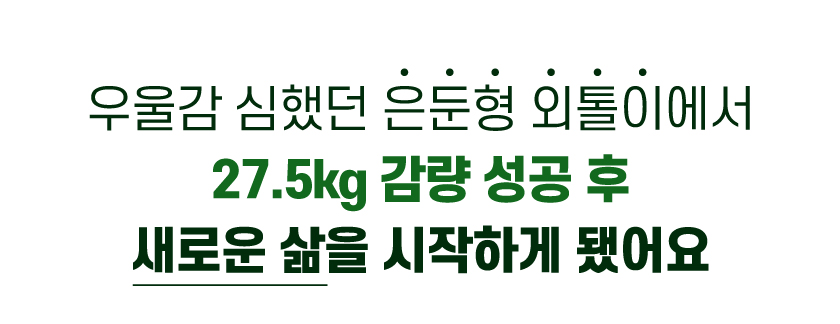 우울감 심했던 은둔형 외톨이에서
27.5kg 감량 성공 후
새로운 삶을 시작하게 됐어요